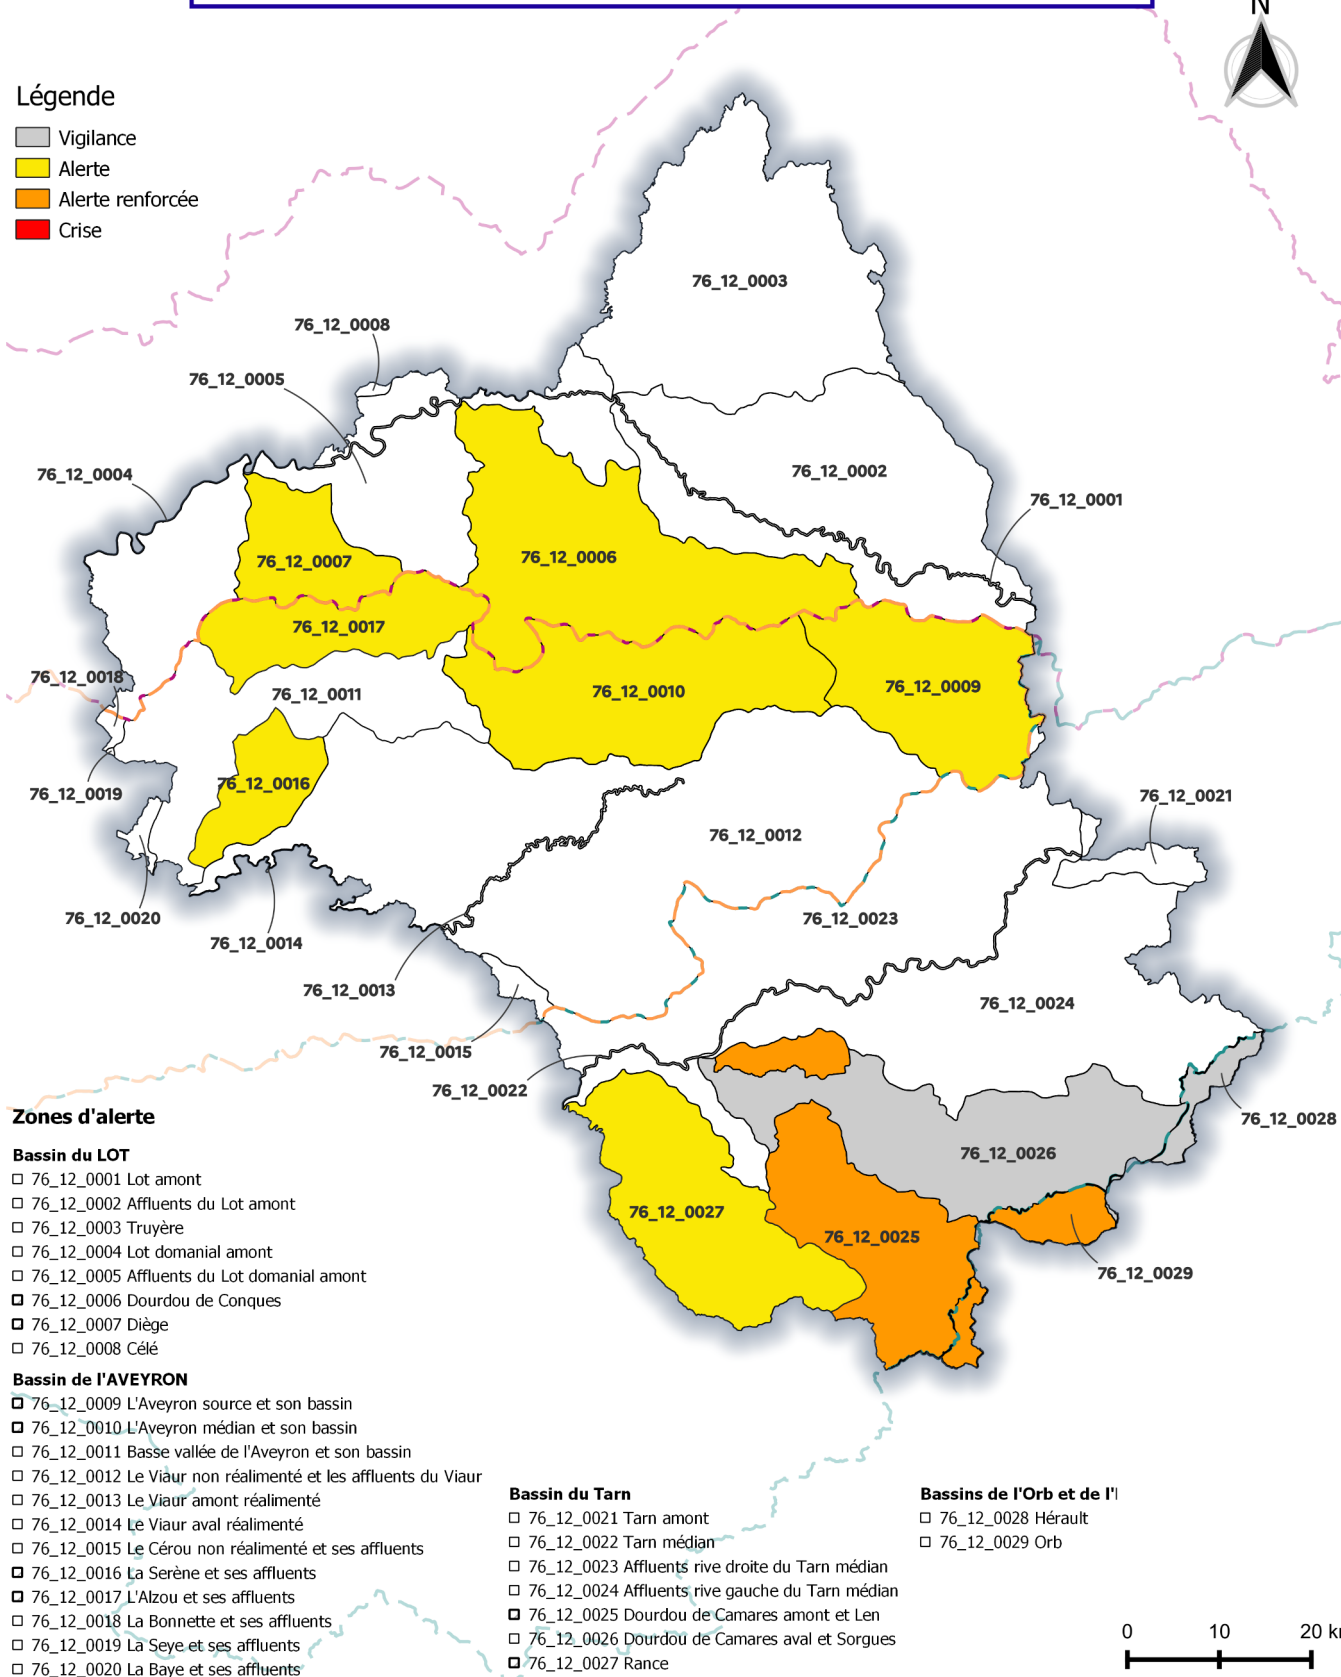 N
Légende
Vigilance
Alerte
Alerte renforcée
Crise
76_12_0003
76_12_0008
76_12_0005
76_12_0004
76_12_0002
76_12_0001
76_12_0007
76_12_0006
76_12_0017
76_12_0018
76_12_0011
76_12_0010
76_12_0009
76_12_0016
76_12_0019
76_12_0021
76_12_0012
76_12_0020
76_12_0023
76_12_0014
76_12_0013
76_12_0024
76_12_0015
76_12_0022
76_12_0028
76_12_0026
76_12_0027
76_12_0025
76_12_0029
Zones d'alerte
Bassin du LOT
76_12_0001 Lot amont
76_12_0002 Affluents du Lot amont
76_12_0003 Truyère
76_12_0004 Lot domanial amont
76_12_0005 Affluents du Lot domanial amont
76_12_0006 Dourdou de Conques
76_12_0007 Diège
76_12_0008 Célé
Bassin de l'AVEYRON
76_12_0009 L'Aveyron source et son bassin
76_12_0010 L'Aveyron médian et son bassin
76_12_0011 Basse vallée de l'Aveyron et son bassin
76_12_0012 Le Viaur non réalimenté et les affluents du Viaur
76_12_0013 Le Viaur amont réalimenté
76_12_0014 Le Viaur aval réalimenté
76_12_0015 Le Cérou non réalimenté et ses affluents
76_12_0016 La Serène et ses affluents
76_12_0017 L'Alzou et ses affluents
76_12_0018 La Bonnette et ses affluents
76_12_0019 La Seye et ses affluents
76_12_0020 La Baye et ses affluents
Bassin du Tarn
76_12_0021 Tarn amont
76_12_0022 Tarn médian
76_12_0023 Affluents rive droite du Tarn médian
76_12_0024 Affluents rive gauche du Tarn médian
76_12_0025 Dourdou de Camares amont et Len
76_12_0026 Dourdou de Camares aval et Sorgues
76_12_0027 Rance
Bassins de l'Orb et de l'
76_12_0028 Hérault
76_12_0029 Orb
0 10 20 k